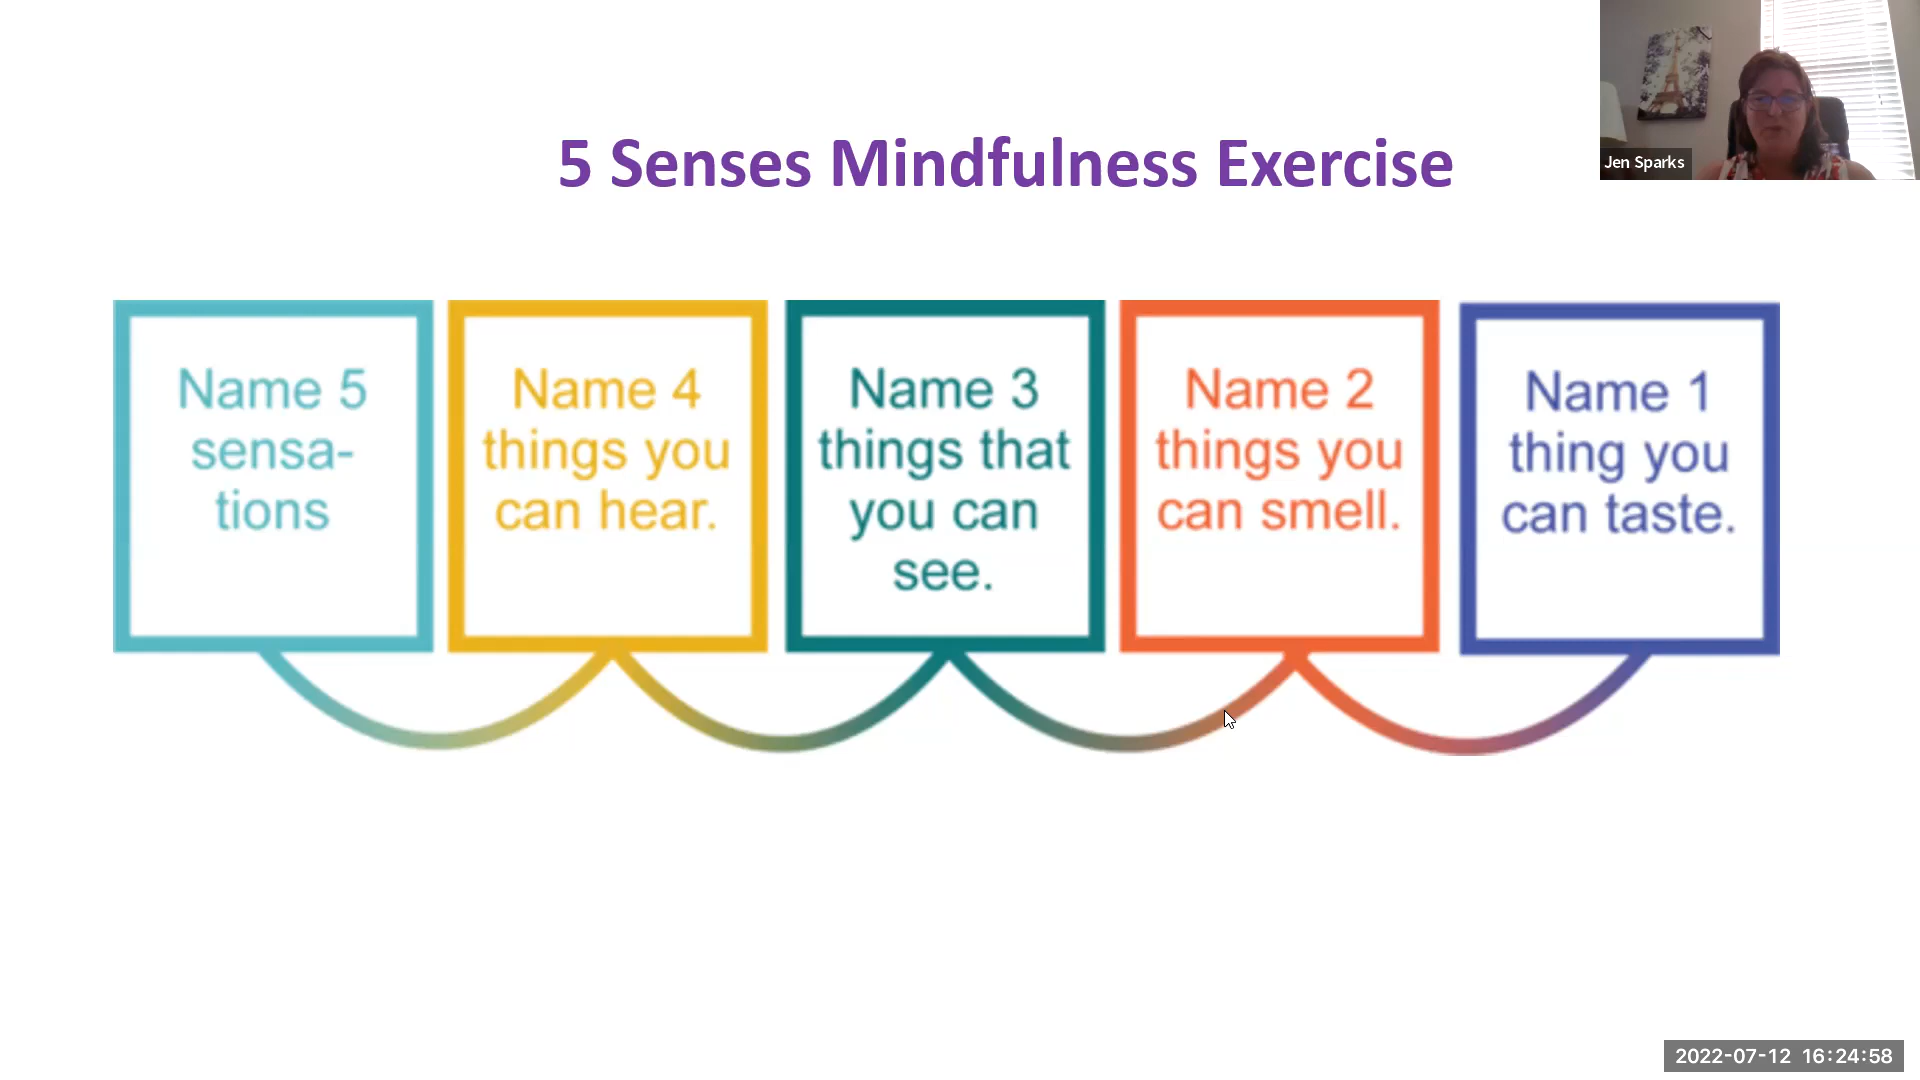 5 Senses Mindfulness Exercise
Jen Sparks
Name 5
sensa-
tions
Name 4
things you
can hear.
Name 3
things that
you can
see.
Name 2
things you
can smell.
Name 1
thing you
can taste.
2022-07-12 16:24:58